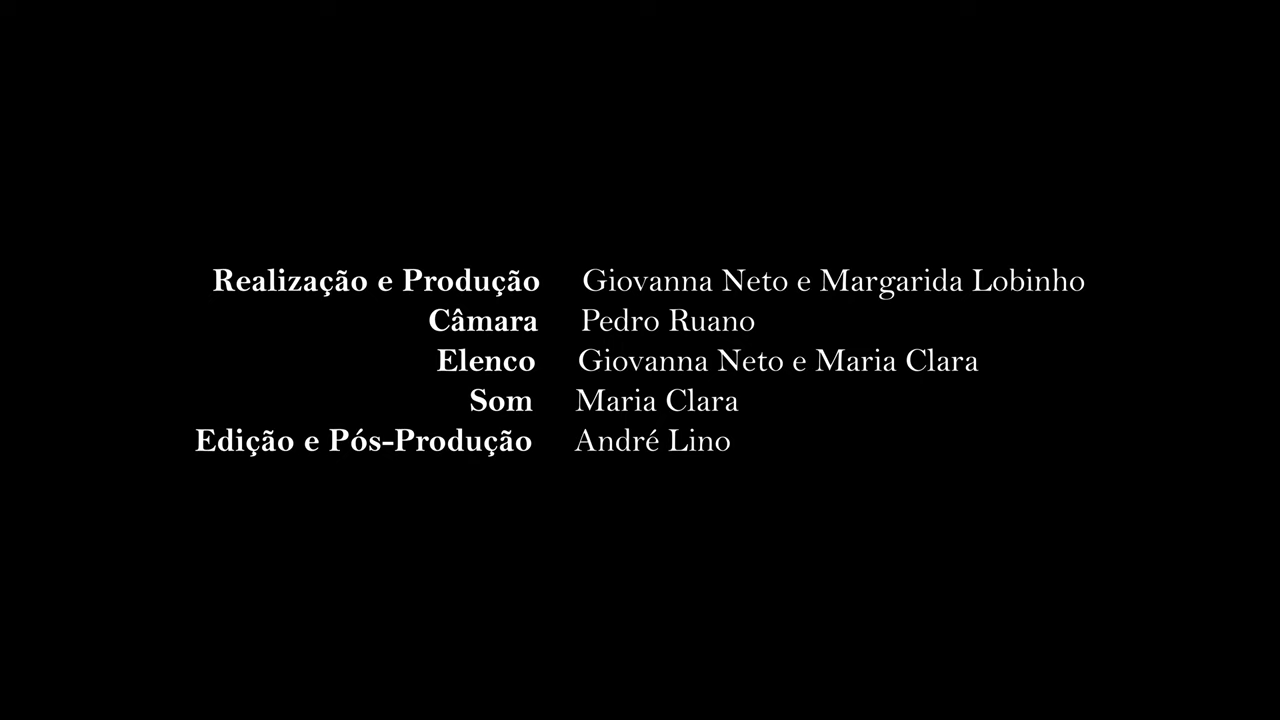 Realização e Produção Giovanna Neto e Margarida Lobinho
Câmara Pedro Ruano
Elenco Giovanna Neto e Maria Clara
Som Maria Clara
Edição e Pós-Produção André Lino